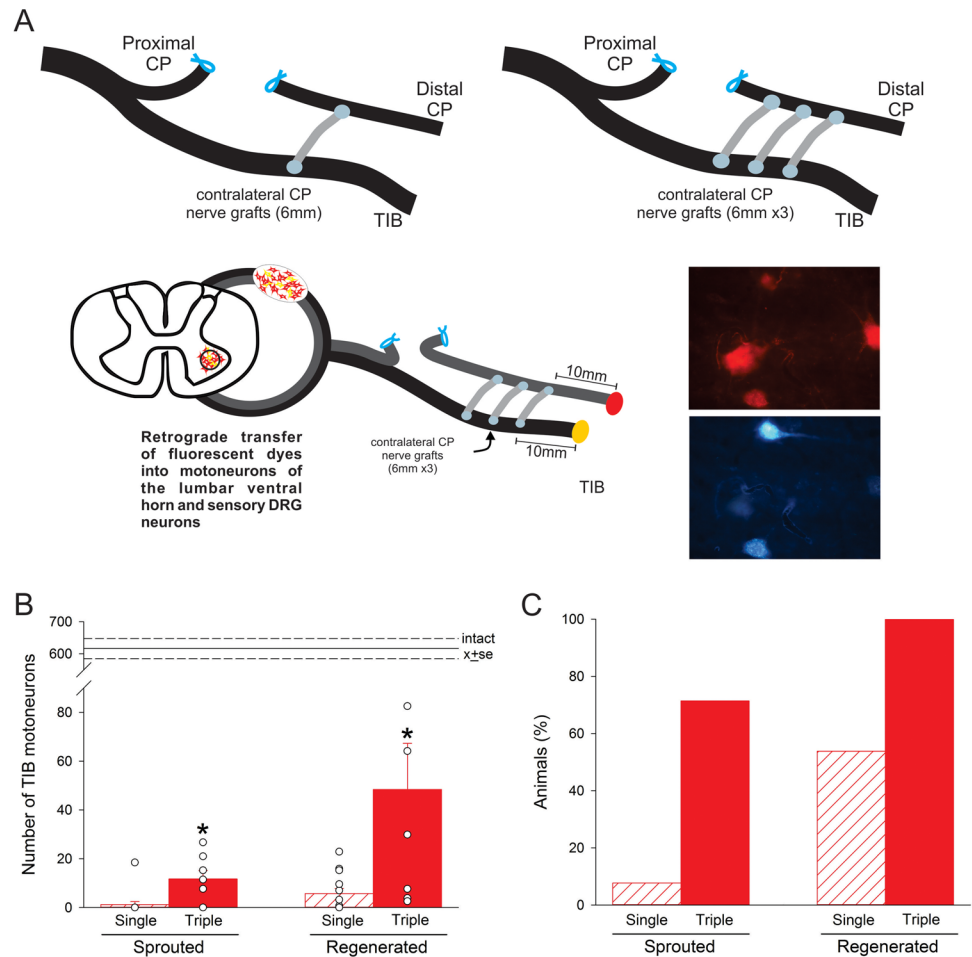 A
Proximal
CP
Distal
CP
contralateral CP
nerve grafts (6mm)
TIB
Proximal
CP
Distal
CP
contralateral CP
nerve grafts (6mm x3)
TIB
10mm
10mm
contralateral CP
nerve grafts
(6mm x3)
TIB
Retrograde transfer
of fluorescent dyes
into motoneurons of
the lumbar ventral
horn and sensory DRG
neurons
B
Number of TIB motoneurons
700
600
80
60
40
20
0
intact
x±se
*
*
Single
Triple
Single
Triple
Sprouted
Regenerated
C
Animals (%)
100
80
60
40
20
0
Single
Triple
Single
Triple
Sprouted
Regenerated